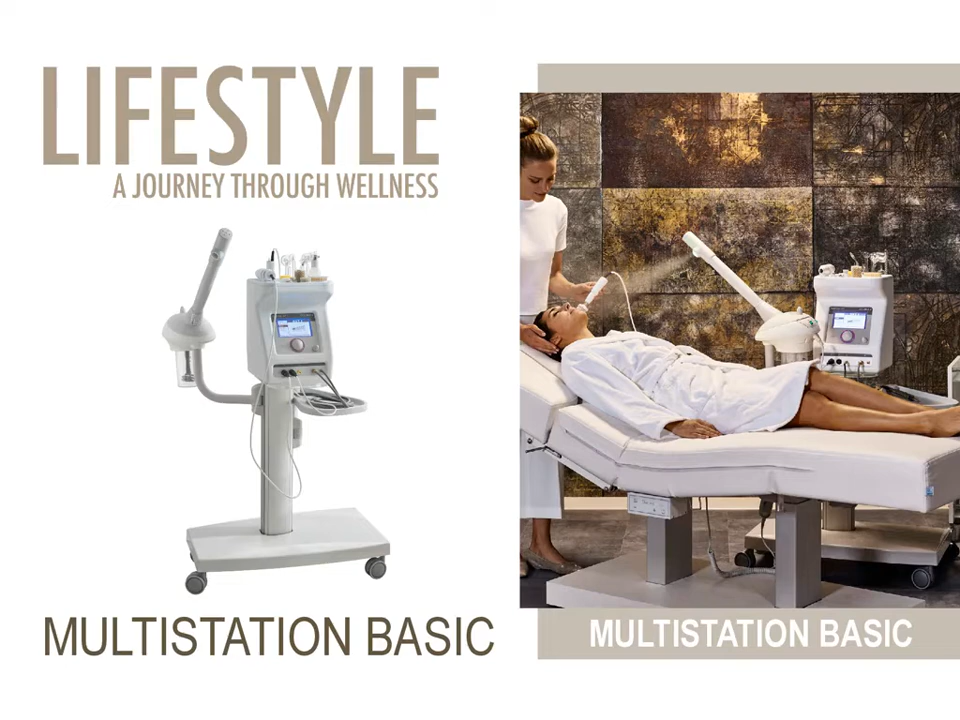 LIFESTYLE
A JOURNEY THROUGH WELLNESS
MULTISTATION BASIC
MULTISTATION BASIC